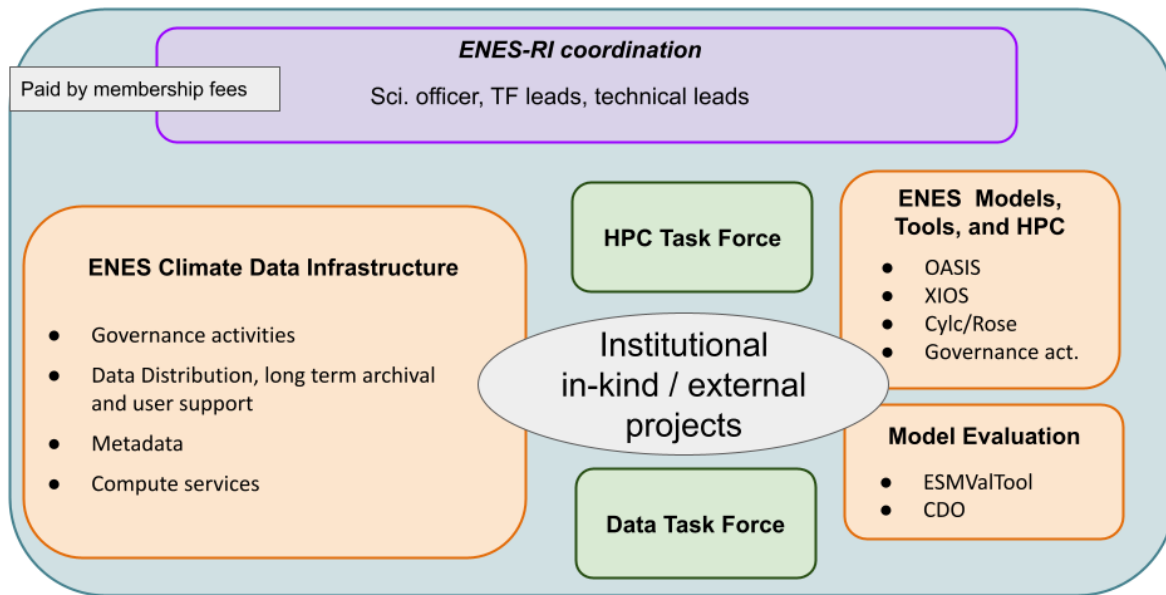 ENES-RI coordination
Paid by membership fees
Sci. officer, TF leads, technical leads
ENES Climate Data Infrastructure
● Governance activities
● Data Distribution, long term archival
and user support
● Metadata
● Compute services
HPC Task Force
Institutional
in-kind / external
projects
Data Task Force
ENES Models,
Tools, and HPC
● OASIS
● XIOS
● Cylc/Rose
● Governance act.
Model Evaluation
● ESMValTool
● CDO